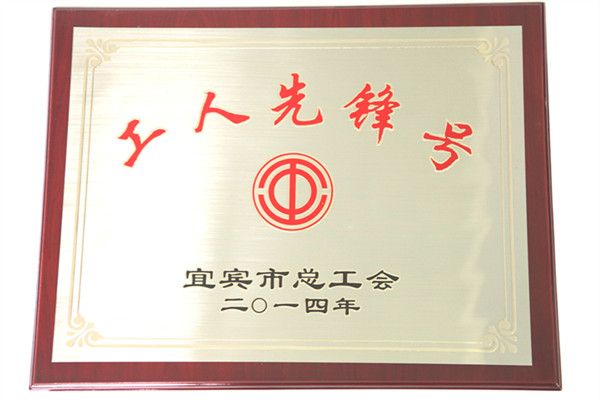 工人先锋号
宜宾市总工会
二〇一四年